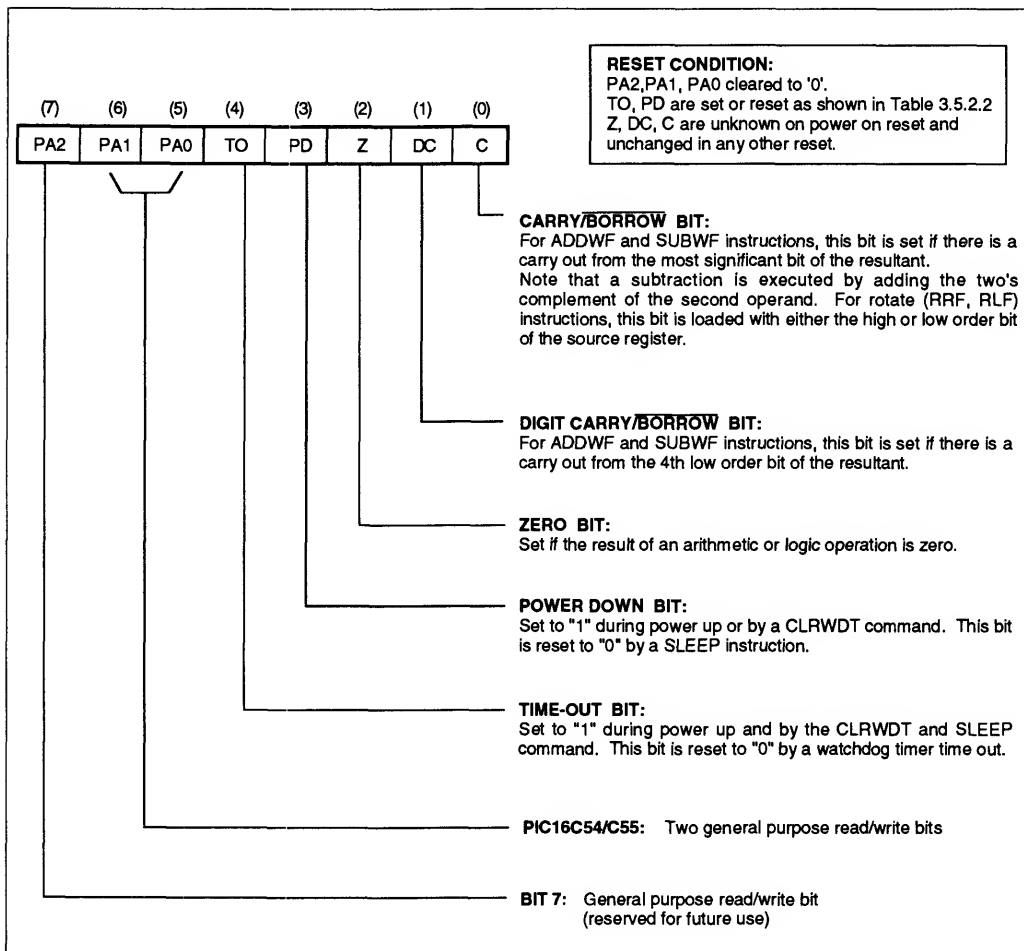 RESET CONDITION:
PA2,PA1, PA0 cleared to '0'.
TO, PD are set or reset as shown in Table 3.5.2.2
Z, DC, C are unknown on power on reset and
unchanged in any other reset.
(7) (6) (5) (4) (3) (2) (1) (0)
PA2 PA1 PA0 TO PD Z DC C
CARRY/BORROW BIT:
For ADDWF and SUBWF instructions, this bit is set if there is a
carry out from the most significant bit of the resultant.
Note that a subtraction is executed by adding the two's
complement of the second operand. For rotate (RRF, RLF)
instructions, this bit is loaded with either the high or low order bit
of the source register.
DIGIT CARRY/BORROW BIT:
For ADDWF and SUBWF instructions, this bit is set if there is a
carry out from the 4th low order bit of the resultant.
ZERO BIT:
Set if the result of an arithmetic or logic operation is zero.
POWER DOWN BIT:
Set to "1" during power up or by a CLRWDT command. This bit
is reset to "0" by a SLEEP instruction.
TIME-OUT BIT:
Set to "1" during power up and by the CLRWDT and SLEEP
command. This bit is reset to "0" by a watchdog timer time out.
PIC16C54/C55: Two general purpose read/write bits
BIT 7: General purpose read/write bit
(reserved for future use)